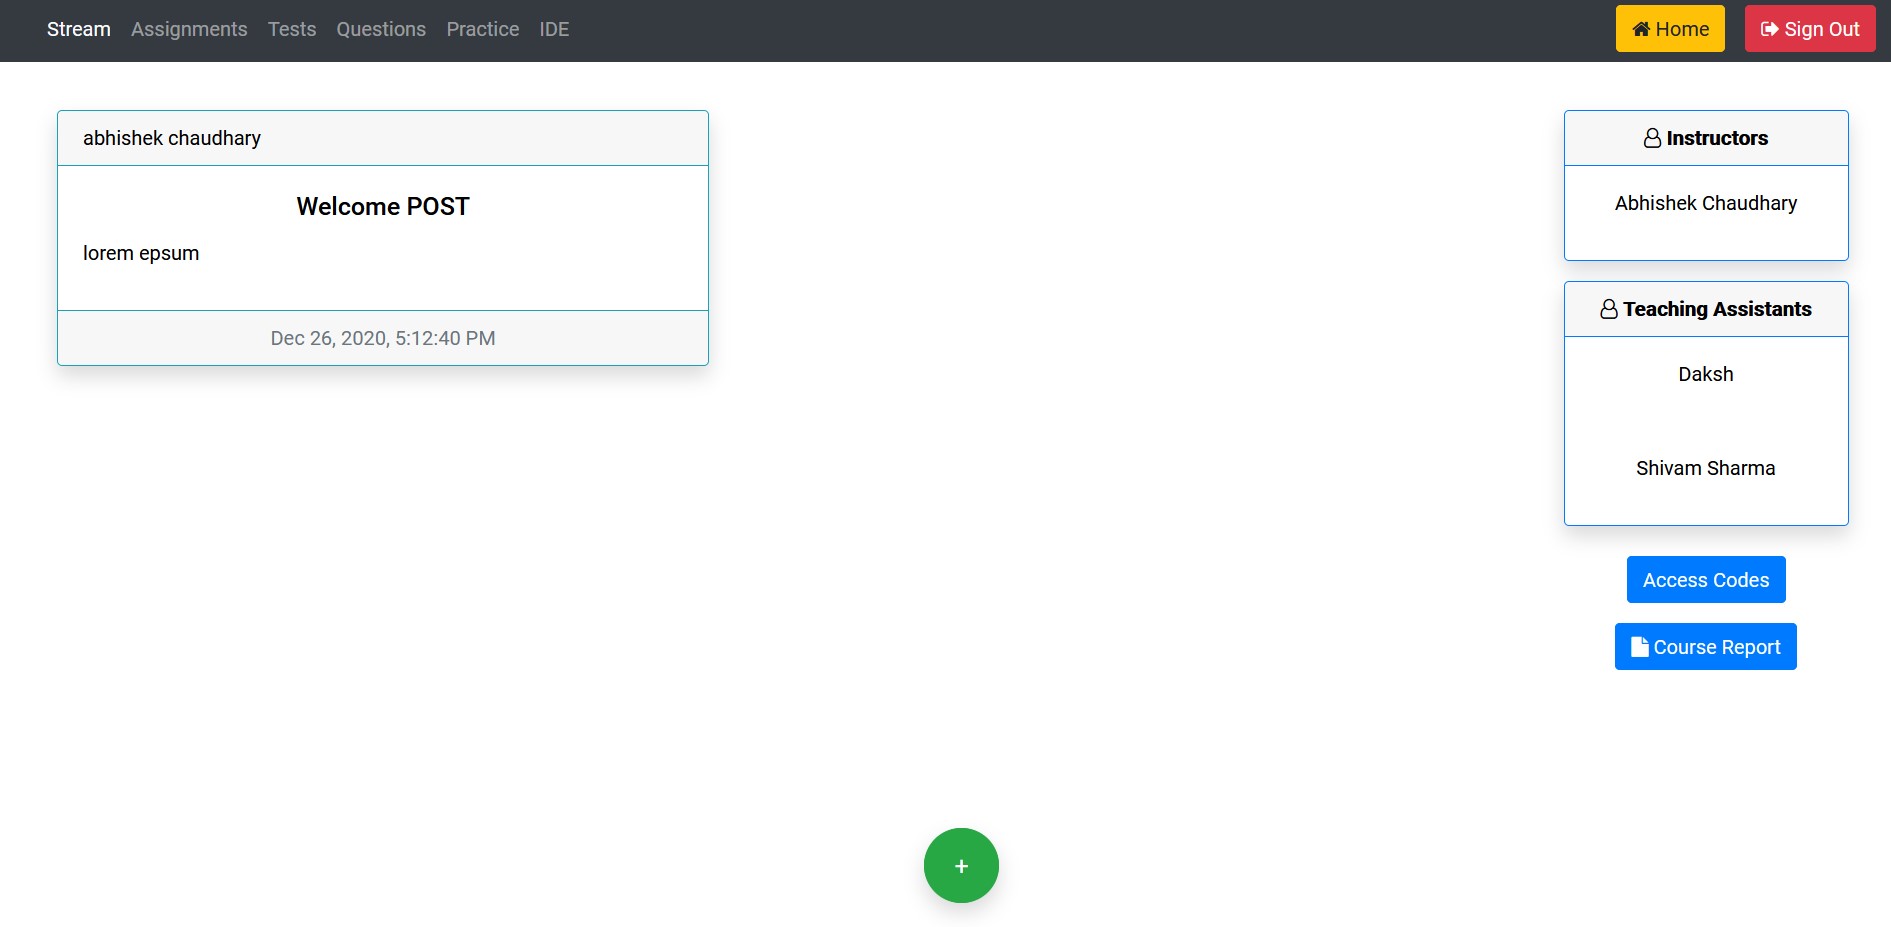 Stream Assignments Tests Questions Practice IDE Home Sign Out
abhishek chaudhary
Welcome POST
lorem epsum
Dec 26, 2020, 5:12:40 PM
Instructors
Abhishek Chaudhary
Teaching Assistants
Daksh
Shivam Sharma
Access Codes
Course Report
+